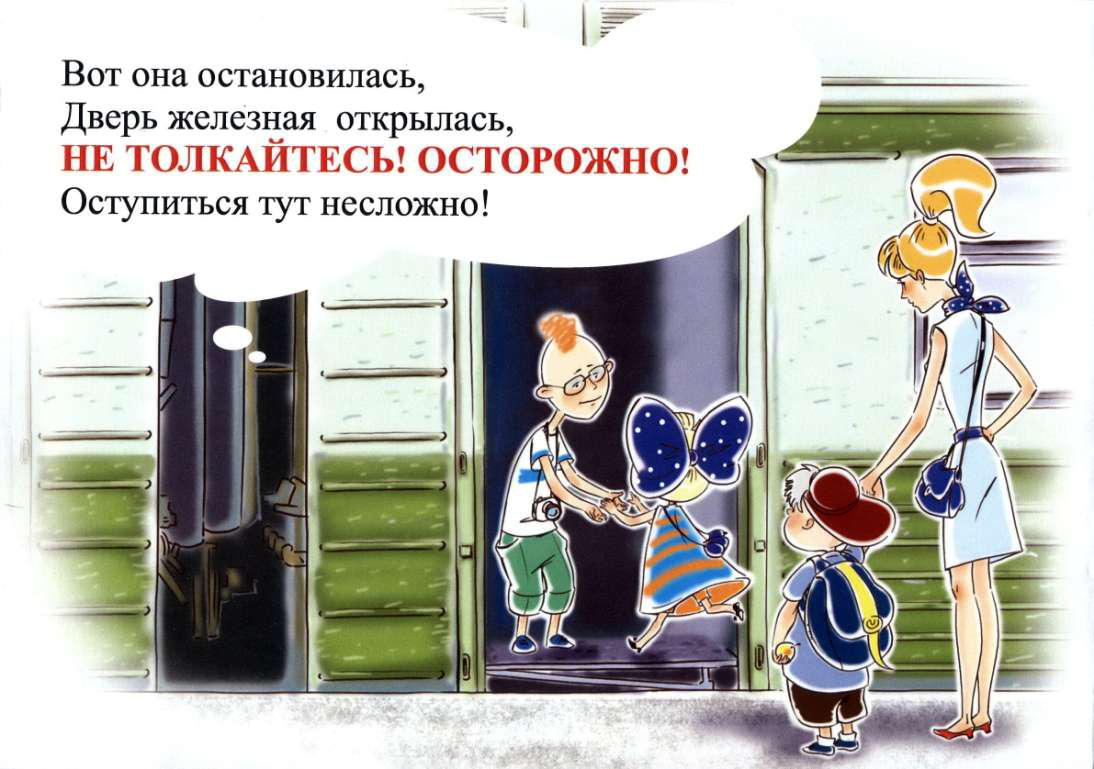 Вот она остановилась,
Дверь железная открылась,
НЕ ТОЛКАЙТЕСЬ! ОСТОРОЖНО!
Оступиться тут несложно!